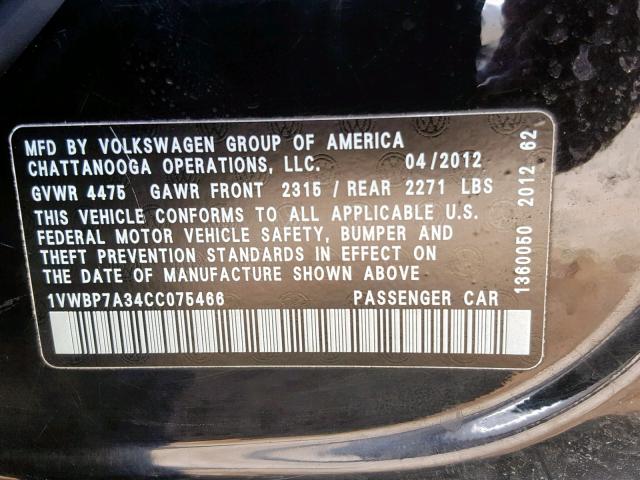 MFD BY VOLKSWAGEN GROUP OF AMERICA
CHATTANOOGA OPERATIONS, LLC. 04/2012
GVWR 4475 GAWR FRONT 2315 / REAR 2271 LBS
THIS VEHICLE CONFORMS TO ALL APPLICABLE U.S.
FEDERAL MOTOR VEHICLE SAFETY, BUMPER AND
THEFT PREVENTION STANDARDS IN EFFECT ON
THE DATE OF MANUFACTURE SHOWN ABOVE
1VWBP7A34CC075466 PASSENGER CAR
1360050 2012 62